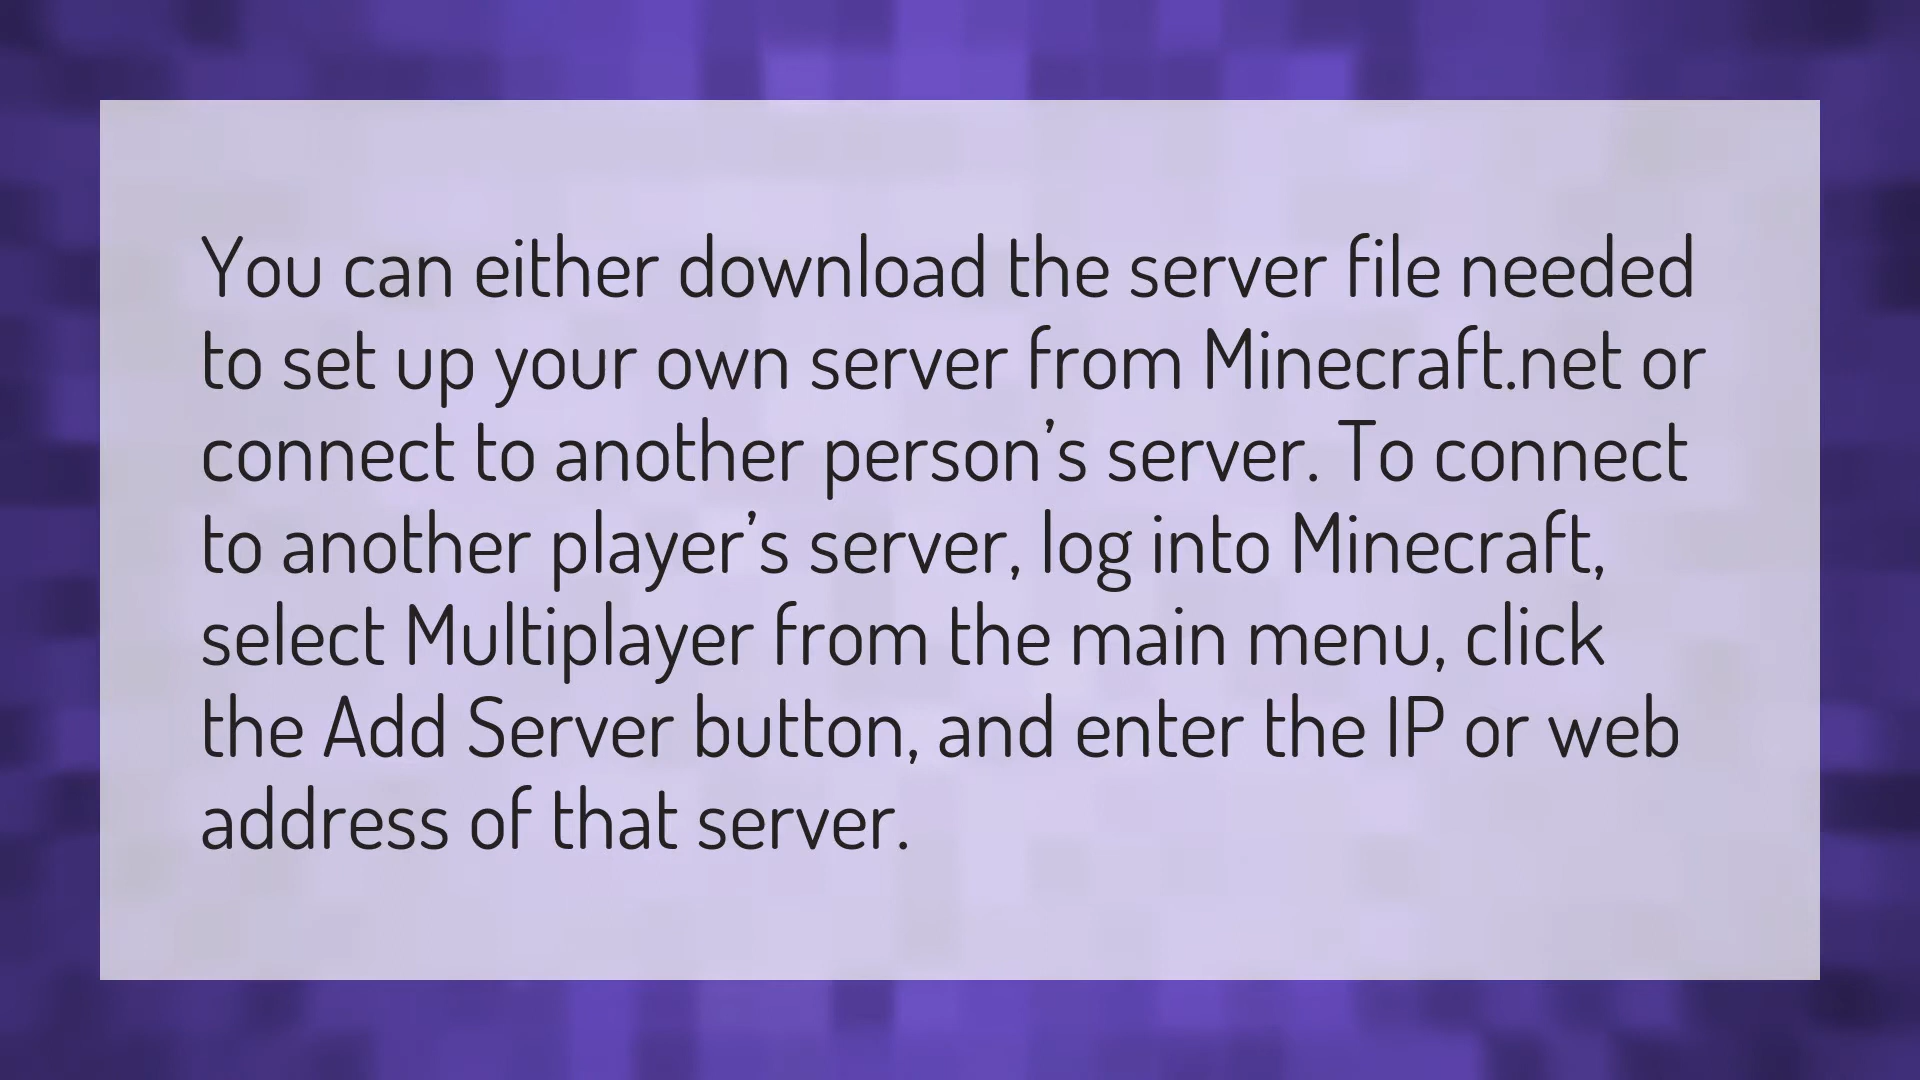 You can either download the server file needed
to set up your own server from Minecraft.net or
connect to another person’s server. To connect
to another player’s server, log into Minecraft,
select Multiplayer from the main menu, click
the Add Server button, and enter the IP or web
address of that server.